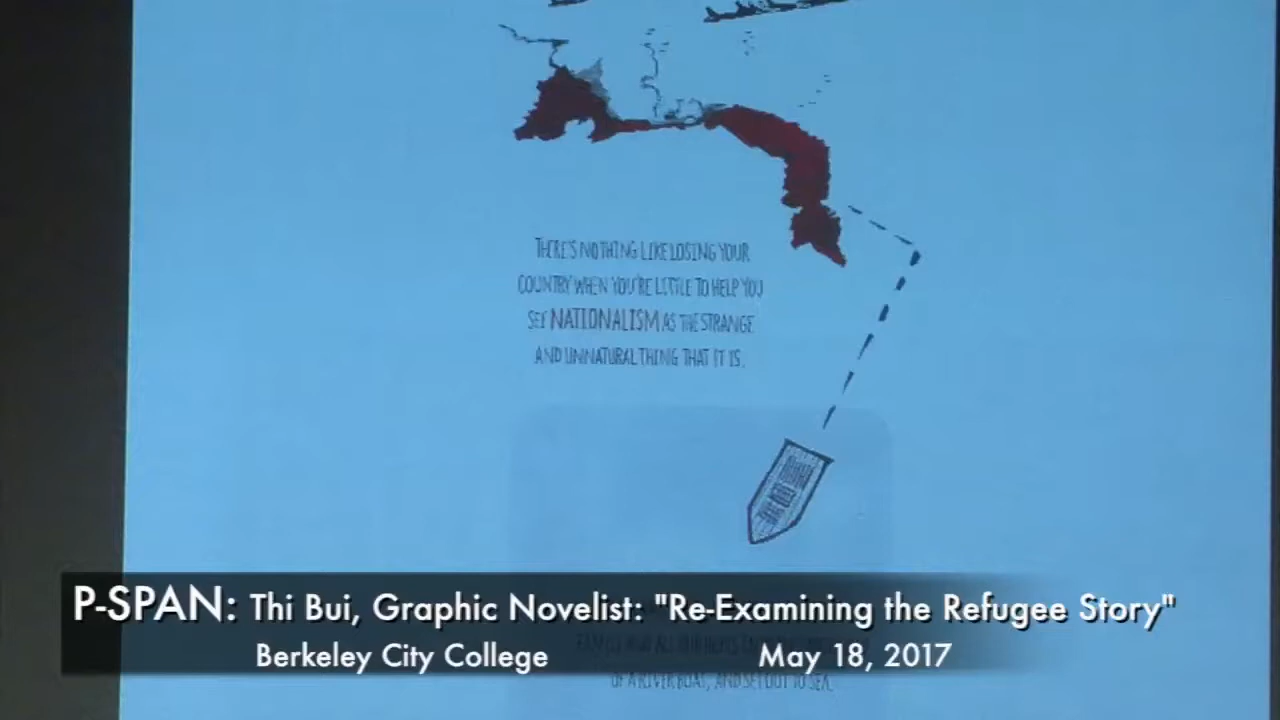 THERE'S NOTHING LIKE LOSING YOUR
COUNTRY WHEN YOU'RE LITTLE TO HELP YOU
SEE NATIONALISM AS THE STRANGE
AND UNNATURAL THING THAT IT IS.
P-SPAN: Thi Bui, Graphic Novelist: "Re-Examining the Refugee Story"
Berkeley City College May 18, 2017
OF A RIVER BOAT, AND SET OUT TO SEA.